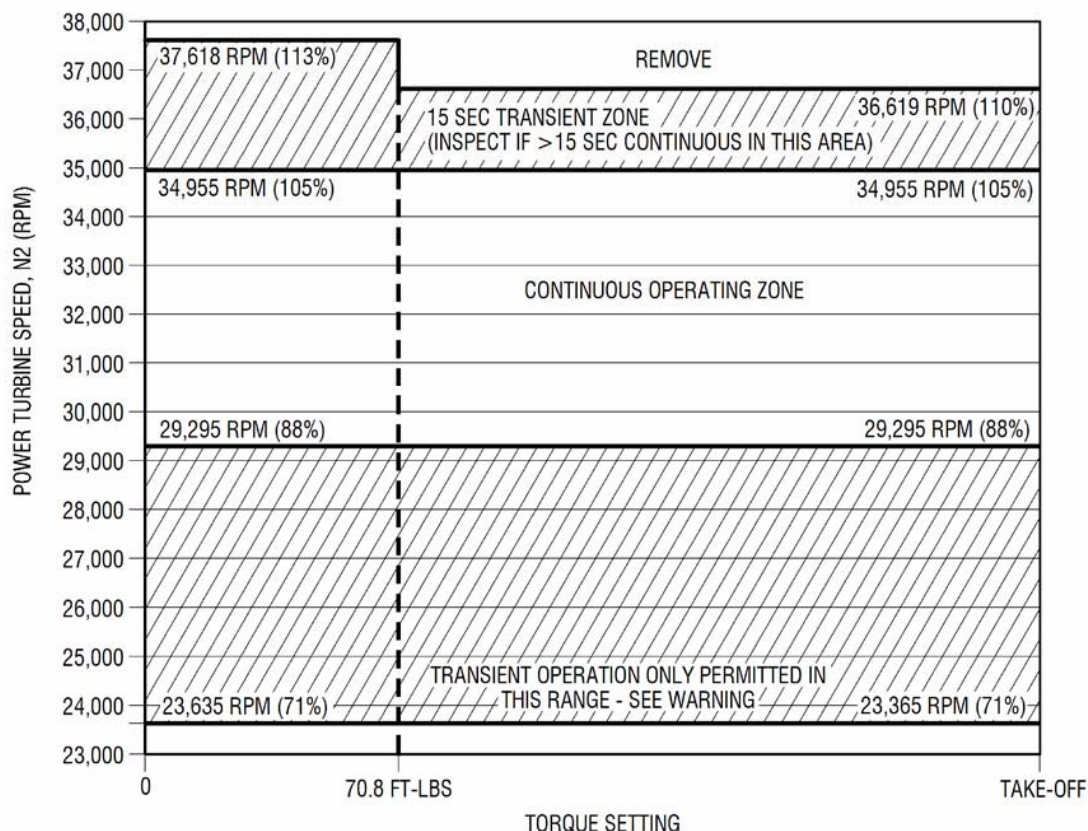 38,000
37,000
36,000
35,000
34,000
33,000
32,000
31,000
30,000
29,000
28,000
27,000
26,000
25,000
24,000
23,000
POWER TURBINE SPEED, N2 (RPM)
37,618 RPM (113%)
REMOVE
36,619 RPM (110%)
15 SEC TRANSIENT ZONE
(INSPECT IF >15 SEC CONTINUOUS IN THIS AREA)
34,955 RPM (105%)
34,955 RPM (105%)
CONTINUOUS OPERATING ZONE
29,295 RPM (88%)
29,295 RPM (88%)
TRANSIENT OPERATION ONLY PERMITTED IN
THIS RANGE - SEE WARNING
23,635 RPM (71%)
23,365 RPM (71%)
0
70.8 FT-LBS
TAKE-OFF
TORQUE SETTING